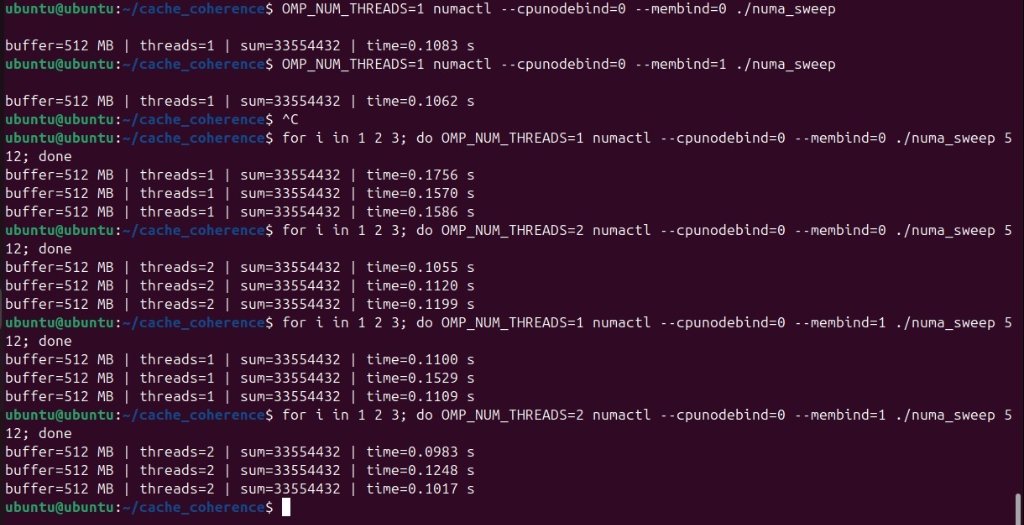 ubuntu@ubuntu:~/cache_coherence$ OMP_NUM_THREADS=1 numactl --cpunodebind=0 --membind=0 ./numa_sweep
buffer=512 MB | threads=1 | sum=33554432 | time=0.1083 s
ubuntu@ubuntu:~/cache_coherence$ OMP_NUM_THREADS=1 numactl --cpunodebind=0 --membind=1 ./numa_sweep
buffer=512 MB | threads=1 | sum=33554432 | time=0.1062 s
ubuntu@ubuntu:~/cache_coherence$ ^C
ubuntu@ubuntu:~/cache_coherence$ for i in 1 2 3; do OMP_NUM_THREADS=1 numactl --cpunodebind=0 --membind=0 ./numa_sweep 5
12; done
buffer=512 MB | threads=1 | sum=33554432 | time=0.1756 s
buffer=512 MB | threads=1 | sum=33554432 | time=0.1570 s
buffer=512 MB | threads=1 | sum=33554432 | time=0.1586 s
ubuntu@ubuntu:~/cache_coherence$ for i in 1 2 3; do OMP_NUM_THREADS=2 numactl --cpunodebind=0 --membind=0 ./numa_sweep 5
12; done
buffer=512 MB | threads=2 | sum=33554432 | time=0.1055 s
buffer=512 MB | threads=2 | sum=33554432 | time=0.1120 s
buffer=512 MB | threads=2 | sum=33554432 | time=0.1199 s
ubuntu@ubuntu:~/cache_coherence$ for i in 1 2 3; do OMP_NUM_THREADS=1 numactl --cpunodebind=0 --membind=1 ./numa_sweep 5
12; done
buffer=512 MB | threads=1 | sum=33554432 | time=0.1100 s
buffer=512 MB | threads=1 | sum=33554432 | time=0.1529 s
buffer=512 MB | threads=1 | sum=33554432 | time=0.1109 s
ubuntu@ubuntu:~/cache_coherence$ for i in 1 2 3; do OMP_NUM_THREADS=2 numactl --cpunodebind=0 --membind=1 ./numa_sweep 5
12; done
buffer=512 MB | threads=2 | sum=33554432 | time=0.0983 s
buffer=512 MB | threads=2 | sum=33554432 | time=0.1248 s
buffer=512 MB | threads=2 | sum=33554432 | time=0.1017 s
ubuntu@ubuntu:~/cache_coherence$